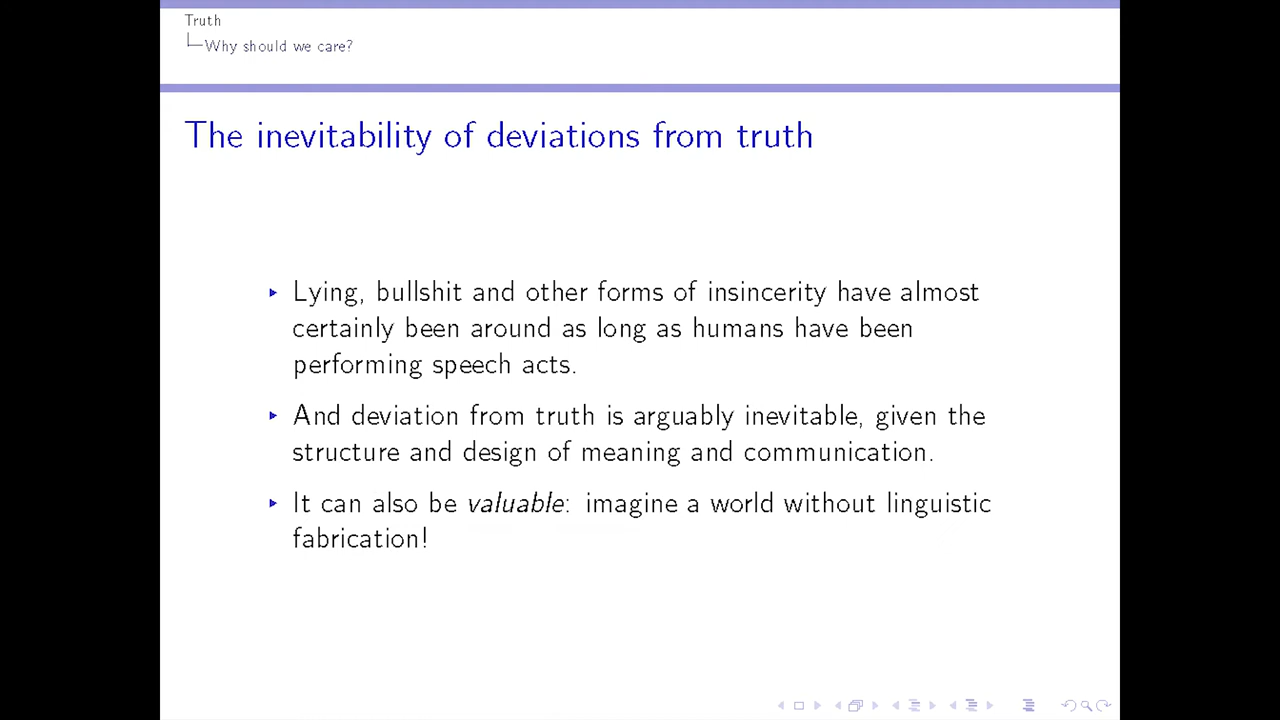 Truth
Why should we care?
The inevitability of deviations from truth
Lying, bullshit and other forms of insincerity have almost
certainly been around as long as humans have been
performing speech acts.
And deviation from truth is arguably inevitable, given the
structure and design of meaning and communication.
It can also be valuable: imagine a world without linguistic
fabrication!